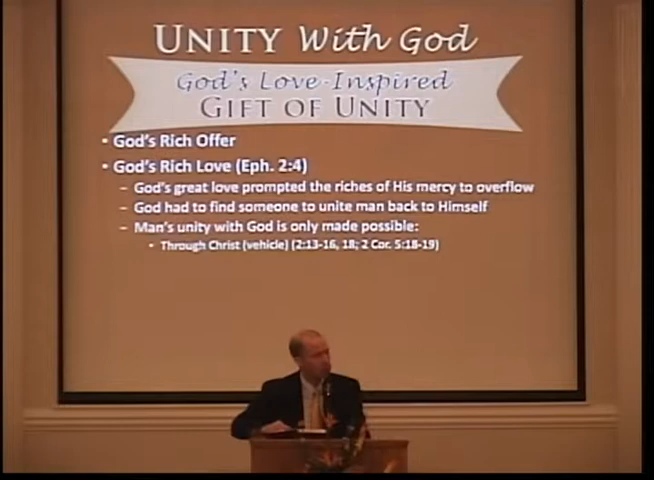 UNITY With God
God's Love-Inspired
GIFT OF UNITY
• God's Rich Offer
• God's Rich Love (Eph. 2:4)
– God's great love prompted the riches of His mercy to overflow
– God had to find someone to unite man back to Himself
– Man's unity with God is only made possible:
• Through Christ (vehicle) (2:13-16, 18; 2 Cor. 5:18-19)